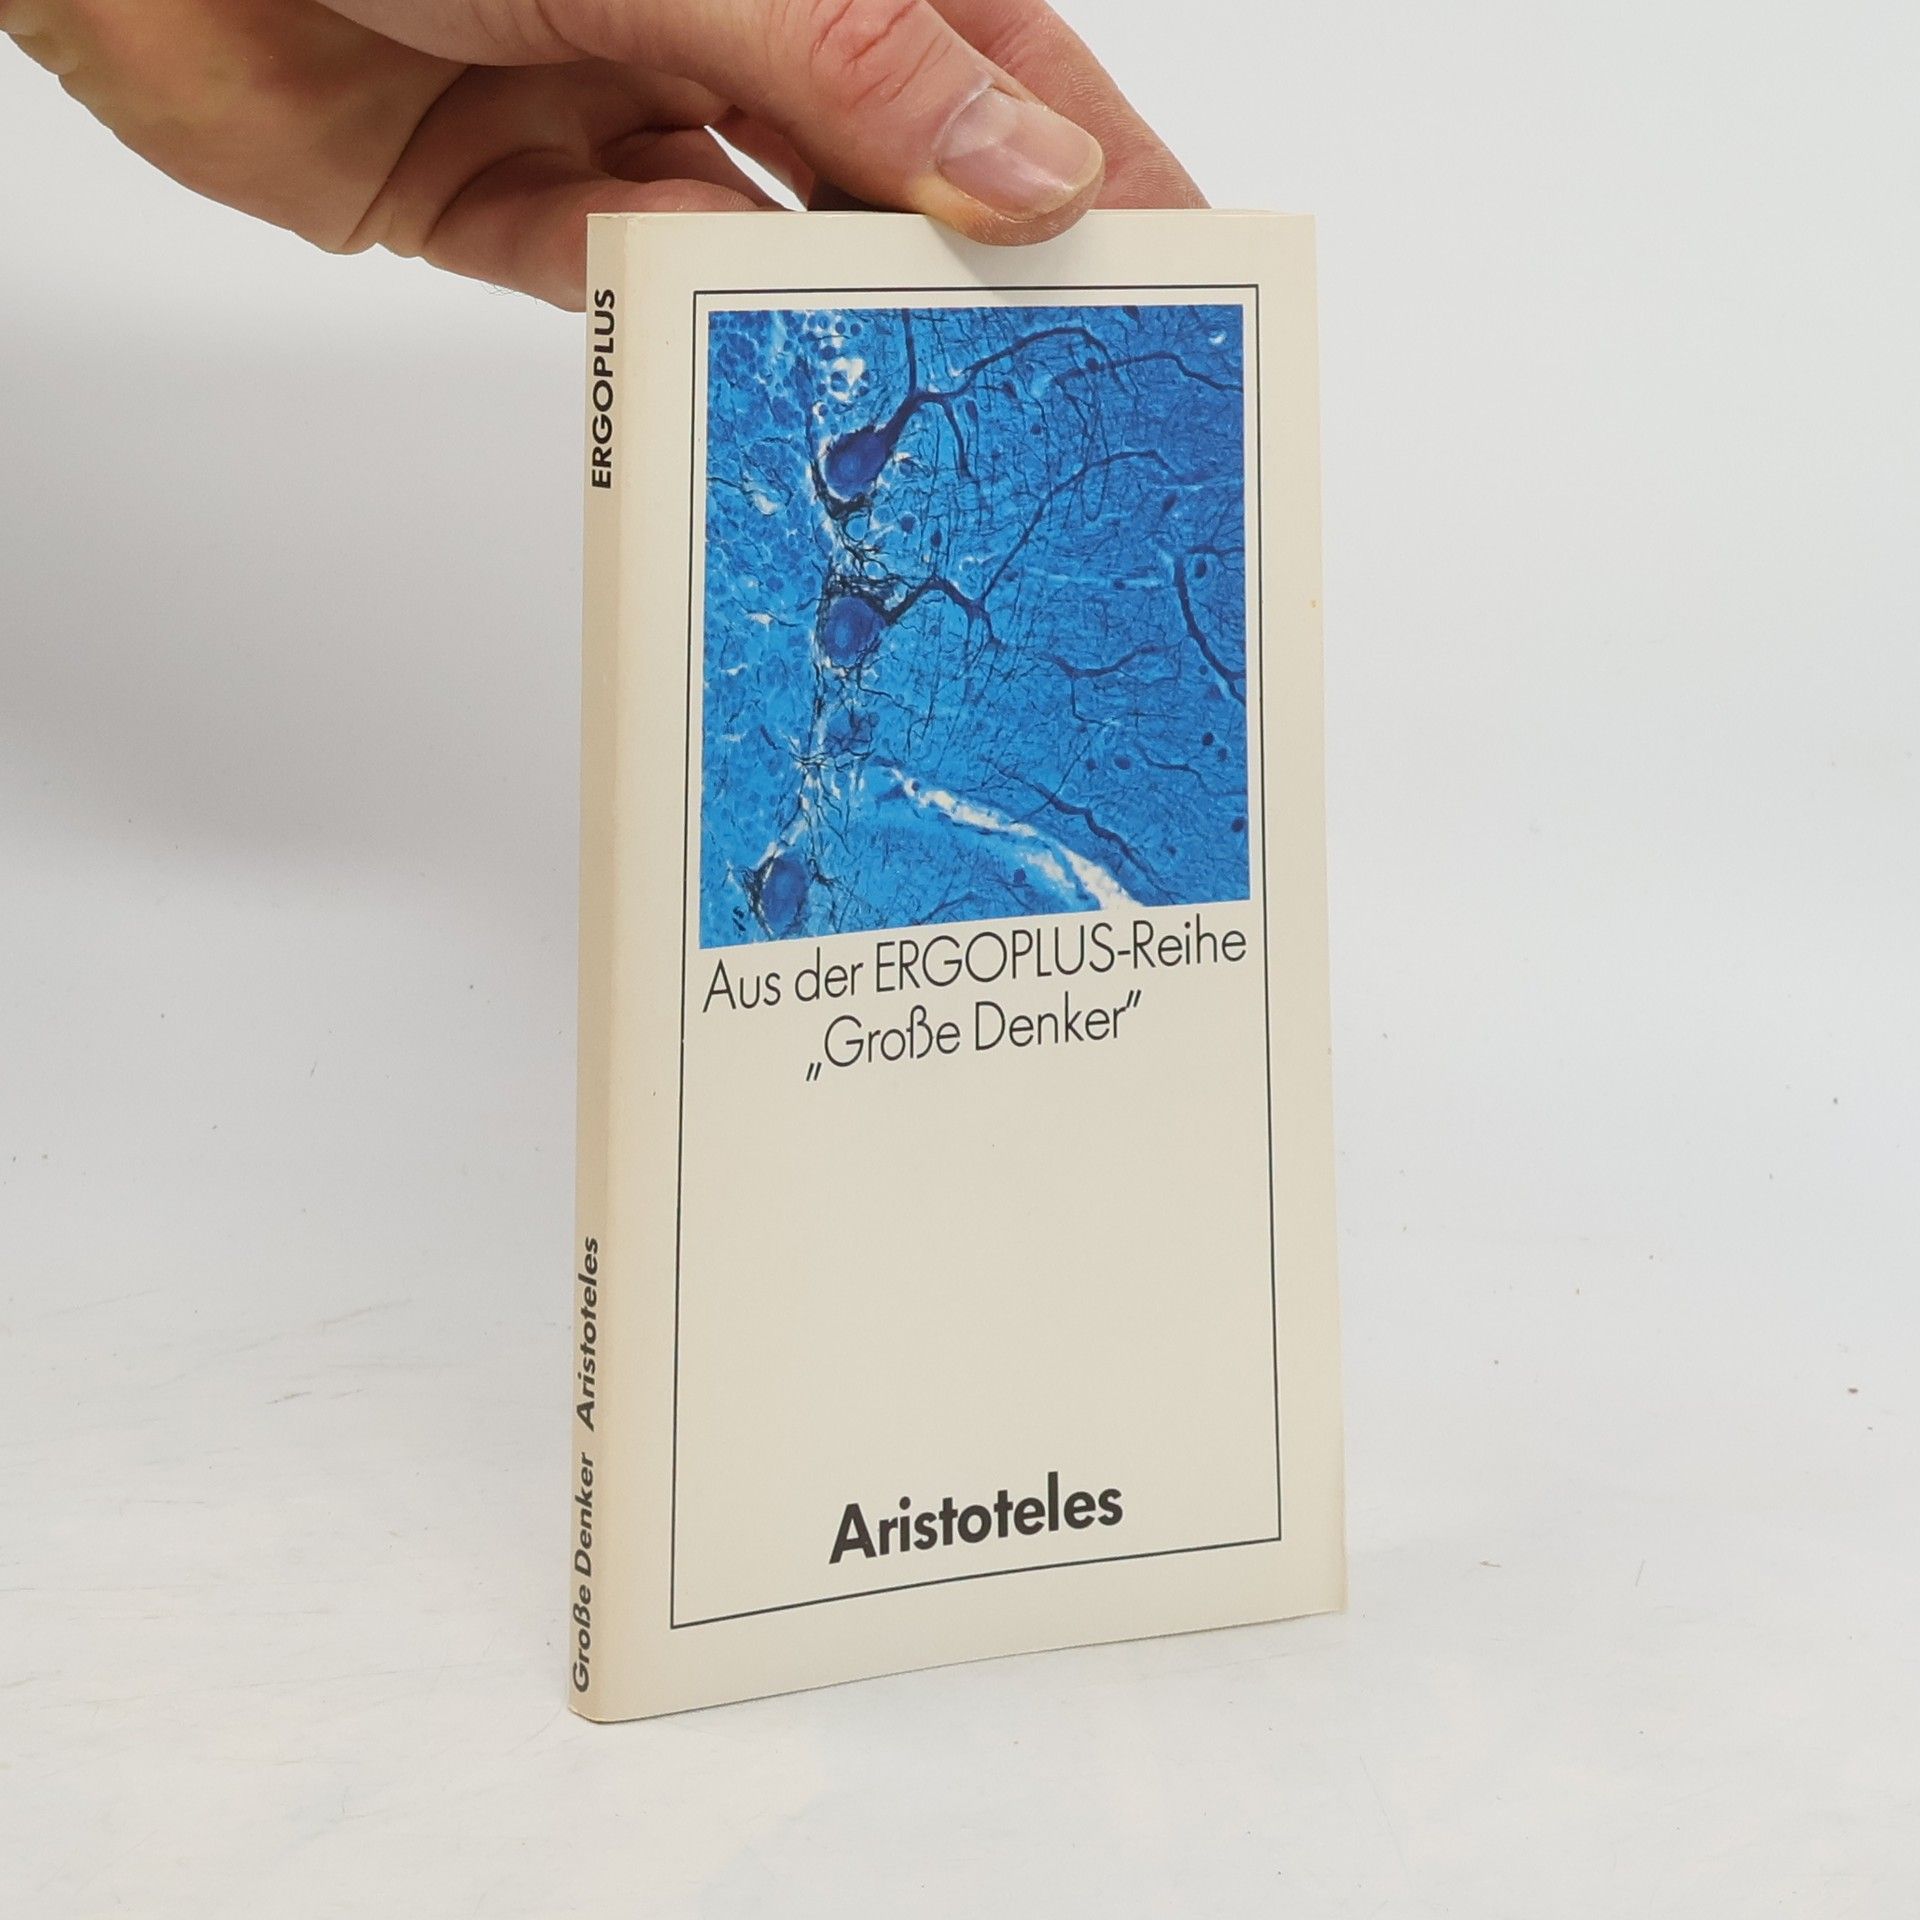 ERGOPLUS
Große Denker Aristoteles
Aus der ERGOPLUS-Reihe
„Große Denker“
Aristoteles